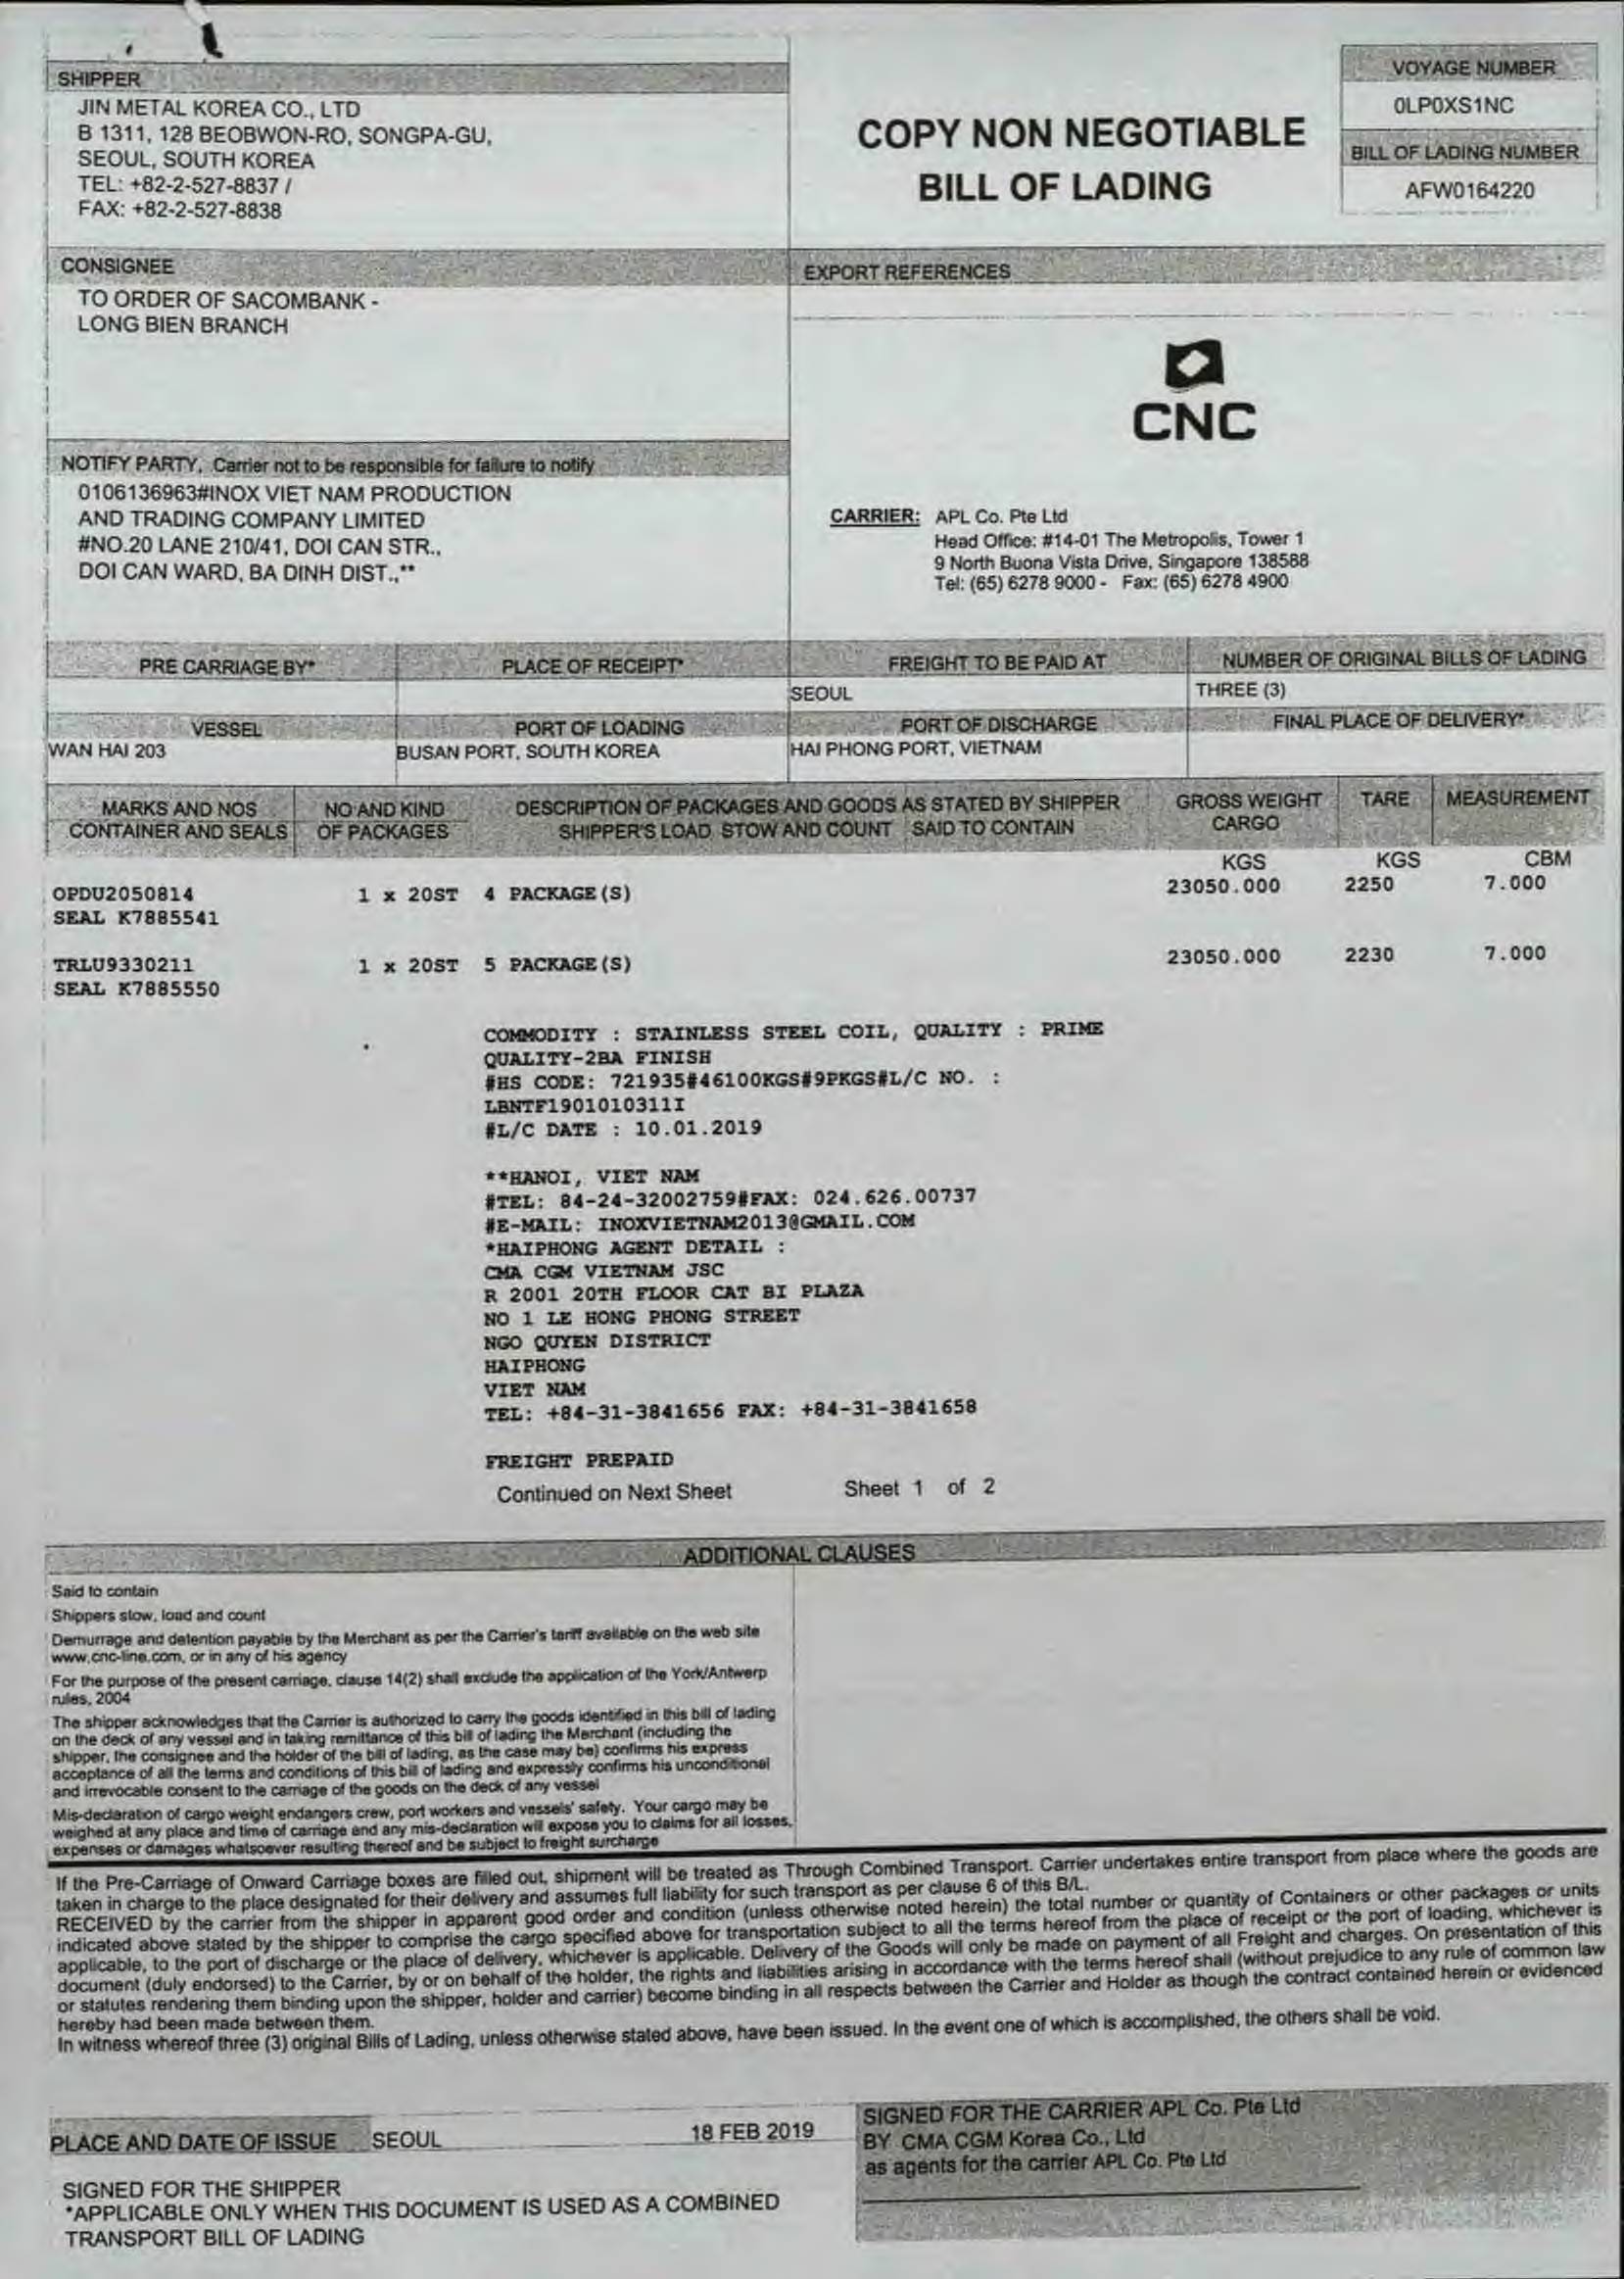 SHIPPER
JIN METAL KOREA CO., LTD
B 1311, 128 BEOBWON-RO, SONGPA-GU,
SEOUL, SOUTH KOREA
TEL: +82-2-527-8837 /
FAX: +82-2-527-8838
COPY NON NEGOTIABLE
BILL OF LADING
VOYAGE NUMBER
0LP0XS1NC
BILL OF LADING NUMBER
AFW0164220
CONSIGNEE
TO ORDER OF SACOMBANK -
LONG BIEN BRANCH
EXPORT REFERENCES
CNC
NOTIFY PARTY, Carrier not to be responsible for failure to notify
0106136963#INOX VIET NAM PRODUCTION
AND TRADING COMPANY LIMITED
#NO.20 LANE 210/41, DOI CAN STR.,
DOI CAN WARD, BA DINH DIST.,**
CARRIER: APL Co. Pte Ltd
Head Office: #14-01 The Metropolis, Tower 1
9 North Buona Vista Drive, Singapore 138588
Tel: (65) 6278 9000 - Fax: (65) 6278 4900
PRE CARRIAGE BY* PLACE OF RECEIPT* FREIGHT TO BE PAID AT NUMBER OF ORIGINAL BILLS OF LADING
SEOUL THREE (3)
VESSEL PORT OF LOADING PORT OF DISCHARGE FINAL PLACE OF DELIVERY*
WAN HAI 203 BUSAN PORT, SOUTH KOREA HAI PHONG PORT, VIETNAM
MARKS AND NOS NO AND KIND DESCRIPTION OF PACKAGES AND GOODS AS STATED BY SHIPPER GROSS WEIGHT TARE MEASUREMENT
CONTAINER AND SEALS OF PACKAGES SHIPPER'S LOAD STOW AND COUNT SAID TO CONTAIN CARGO
KGS KGS CBM
OPDU2050814 1 x 20ST 4 PACKAGE(S) 23050.000 2250 7.000
SEAL K7885541
TRLU9330211 1 x 20ST 5 PACKAGE(S) 23050.000 2230 7.000
SEAL K7885550
COMMODITY : STAINLESS STEEL COIL, QUALITY : PRIME
QUALITY-2BA FINISH
#HS CODE: 721935#46100KGS#9PKGS#L/C NO. :
LBNTF1901010311I
#L/C DATE : 10.01.2019
**HANOI, VIET NAM
#TEL: 84-24-32002759#FAX: 024.626.00737
#E-MAIL: INOXVIETNAM2013@GMAIL.COM
*HAIPHONG AGENT DETAIL :
CMA CGM VIETNAM JSC
R 2001 20TH FLOOR CAT BI PLAZA
NO 1 LE HONG PHONG STREET
NGO QUYEN DISTRICT
HAIPHONG
VIET NAM
TEL: +84-31-3841656 FAX: +84-31-3841658
FREIGHT PREPAID
Continued on Next Sheet Sheet 1 of 2
ADDITIONAL CLAUSES
Said to contain
Shippers stow, load and count
Demurrage and detention payable by the Merchant as per the Carrier's tariff available on the web site
www.cnc-line.com, or in any of his agency
For the purpose of the present carriage, clause 14(2) shall exclude the application of the York/Antwerp
rules, 2004
The shipper acknowledges that the Carrier is authorized to carry the goods identified in this bill of lading
on the deck of any vessel and in taking remittance of this bill of lading the Merchant (including the
shipper, the consignee and the holder of the bill of lading, as the case may be) confirms his express
acceptance of all the terms and conditions of this bill of lading and expressly confirms his unconditional
and irrevocable consent to the carriage of the goods on the deck of any vessel
Mis-declaration of cargo weight endangers crew, port workers and vessels' safety. Your cargo may be
weighed at any place and time of carriage and any mis-declaration will expose you to claims for all losses,
expenses or damages whatsoever resulting thereof and be subject to freight surcharge
If the Pre-Carriage of Onward Carriage boxes are filled out, shipment will be treated as Through Combined Transport. Carrier undertakes entire transport from place where the goods are
taken in charge to the place designated for their delivery and assumes full liability for such transport as per clause 6 of this B/L.
RECEIVED by the carrier from the shipper in apparent good order and condition (unless otherwise noted herein) the total number or quantity of Containers or other packages or units
indicated above stated by the shipper to comprise the cargo specified above for transportation subject to all the terms hereof from the place of receipt or the port of loading, whichever is
applicable, to the port of discharge or the place of delivery, whichever is applicable. Delivery of the Goods will only be made on payment of all Freight and charges. On presentation of this
document (duly endorsed) to the Carrier, by or on behalf of the holder, the rights and liabilities arising in accordance with the terms hereof shall (without prejudice to any rule of common law
or statutes rendering them binding upon the shipper, holder and carrier) become binding in all respects between the Carrier and Holder as though the contract contained herein or evidenced
hereby had been made between them.
In witness whereof three (3) original Bills of Lading, unless otherwise stated above, have been issued. In the event one of which is accomplished, the others shall be void.
PLACE AND DATE OF ISSUE SEOUL 18 FEB 2019
SIGNED FOR THE SHIPPER
*APPLICABLE ONLY WHEN THIS DOCUMENT IS USED AS A COMBINED
TRANSPORT BILL OF LADING
SIGNED FOR THE CARRIER APL Co. Pte Ltd
BY CMA CGM Korea Co., Ltd
as agents for the carrier APL Co. Pte Ltd